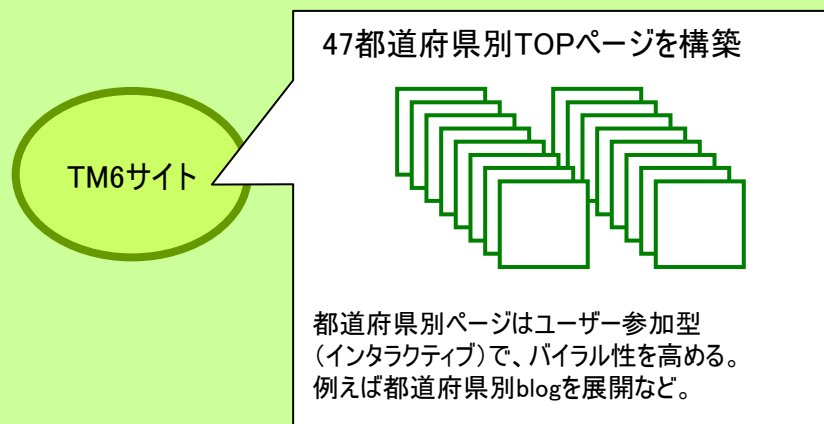 47都道府県別TOPページを構築
TM6サイト
都道府県別ページはユーザー参加型
(インタラクティブ)で、バイラル性を高める。
例えば都道府県別blogを展開など。